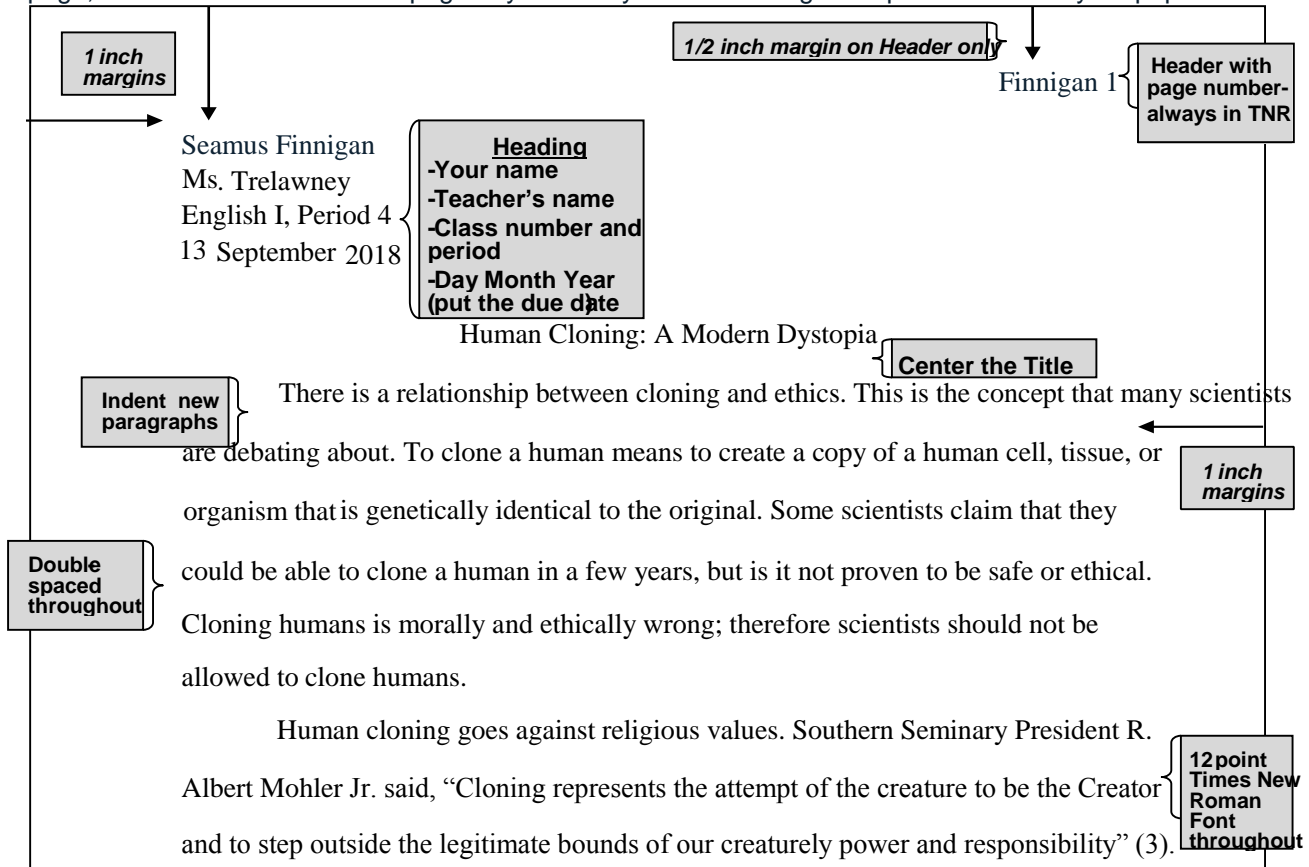 1/2 inch margin on Header only
1 inch
margins
Finnigan 1
Header with
page number-
always in TNR
Seamus Finnigan
Ms. Trelawney
English I, Period 4
13 September 2018
Heading
-Your name
-Teacher’s name
-Class number and
period
-Day Month Year
(put the due date)
Human Cloning: A Modern Dystopia
Center the Title
Indent new
paragraphs
There is a relationship between cloning and ethics. This is the concept that many scientists
are debating about. To clone a human means to create a copy of a human cell, tissue, or
1 inch
margins
organism that is genetically identical to the original. Some scientists claim that they
Double
spaced
throughout
could be able to clone a human in a few years, but is it not proven to be safe or ethical.
Cloning humans is morally and ethically wrong; therefore scientists should not be
allowed to clone humans.
Human cloning goes against religious values. Southern Seminary President R.
12 point
Times New
Roman
Font
throughout
Albert Mohler Jr. said, “Cloning represents the attempt of the creature to be the Creator
and to step outside the legitimate bounds of our creaturely power and responsibility” (3).